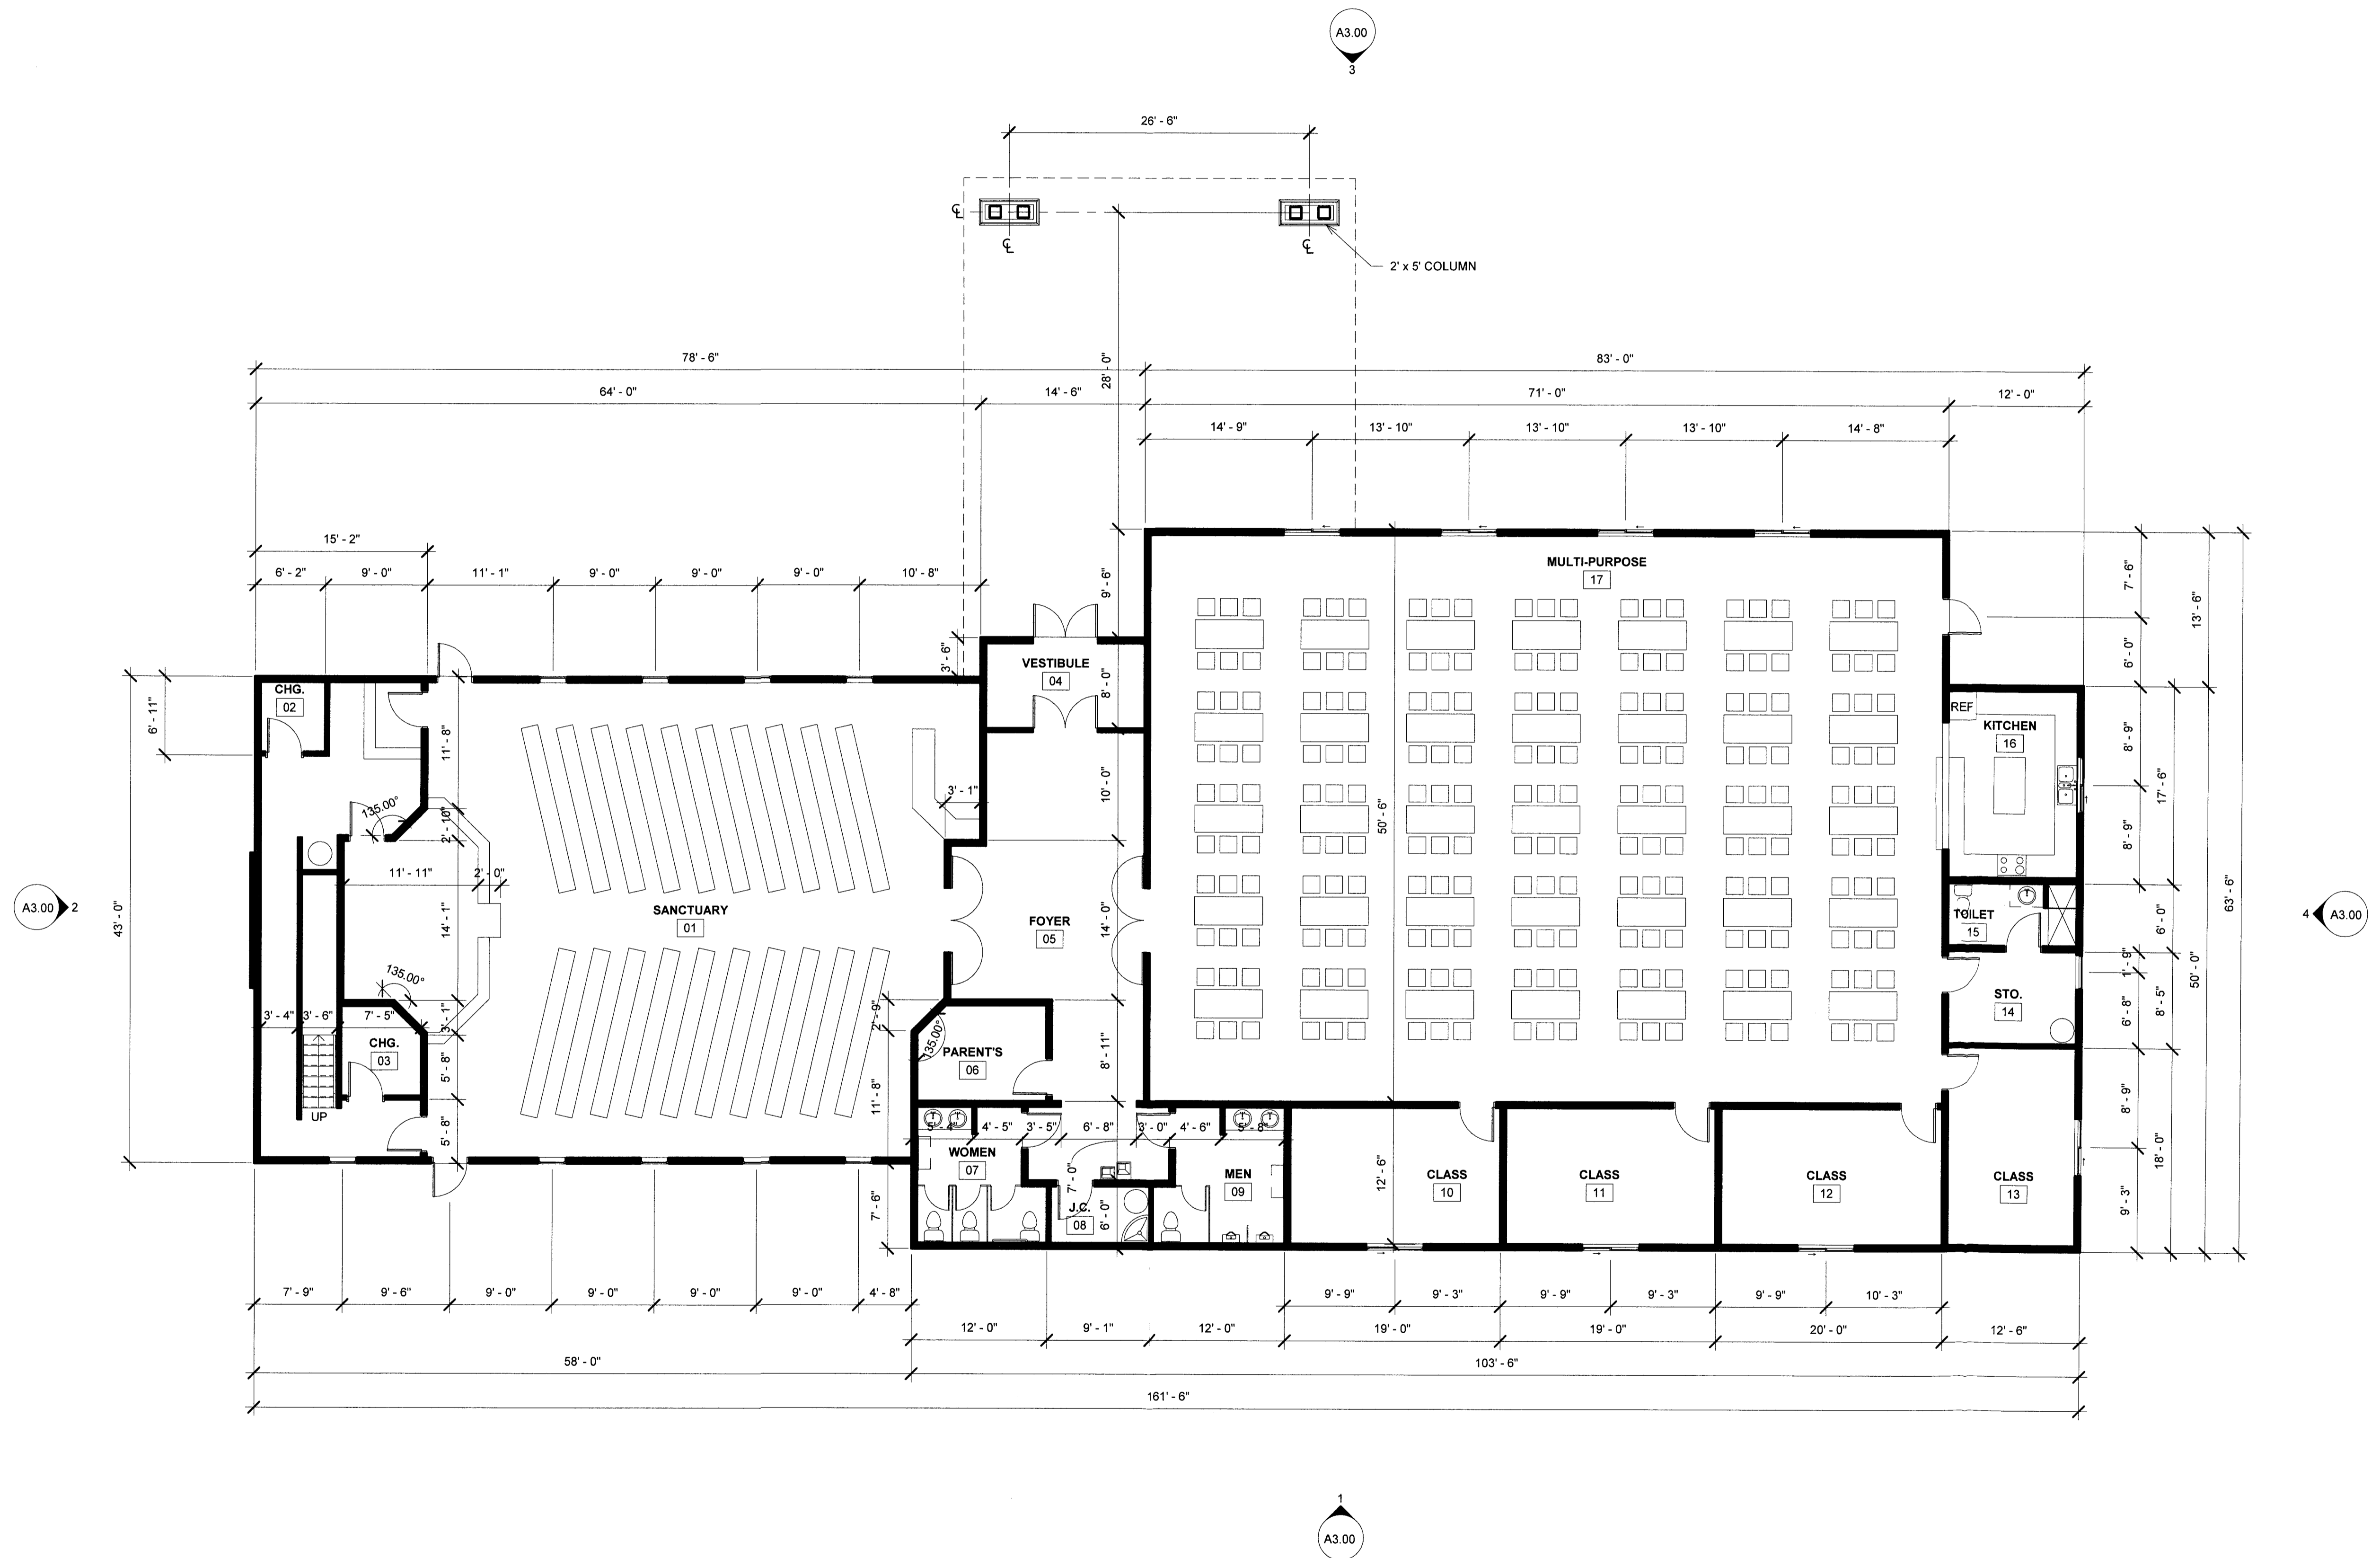 A3.00
3
26' - 6"
℄
℄
℄
2' x 5' COLUMN
78' - 6"
83' - 0"
28' - 0"
64' - 0"
14' - 6"
71' - 0"
12' - 0"
14' - 9"
13' - 10"
13' - 10"
13' - 10"
14' - 8"
15' - 2"
6' - 2"
9' - 0"
11' - 1"
9' - 0"
9' - 0"
9' - 0"
10' - 8"
9' - 6"
3' - 6"
MULTI-PURPOSE
17
7' - 6"
13' - 6"
6' - 0"
VESTIBULE
04
8' - 0"
CHG.
02
6' - 11"
11' - 8"
REF
KITCHEN
16
8' - 9"
17' - 6"
8' - 9"
10' - 0"
3' - 1"
135.00°
2' - 10"
50' - 6"
11' - 11"
2' - 0"
A3.00
2
43' - 0"
14' - 1"
SANCTUARY
01
FOYER
05
14' - 0"
TOILET
15
6' - 0"
63' - 6"
4
A3.00
135.00°
1' - 9"
50' - 0"
STO.
14
6' - 8"
8' - 5"
3' - 4"
3' - 6"
7' - 5"
3' - 1"
2' - 9"
135.00°
CHG.
03
5' - 8"
PARENT'S
06
8' - 11"
11' - 8"
8' - 9"
UP
5' - 8"
5' - 4"
4' - 5"
3' - 5"
6' - 8"
3' - 0"
4' - 6"
5' - 8"
WOMEN
07
7' - 0"
MEN
09
12' - 6"
CLASS
10
CLASS
11
CLASS
12
CLASS
13
18' - 0"
9' - 3"
7' - 6"
J.C.
08
6' - 0"
7' - 9"
9' - 6"
9' - 0"
9' - 0"
9' - 0"
9' - 0"
4' - 8"
9' - 9"
9' - 3"
9' - 9"
9' - 3"
9' - 9"
10' - 3"
12' - 0"
9' - 1"
12' - 0"
19' - 0"
19' - 0"
20' - 0"
12' - 6"
58' - 0"
103' - 6"
161' - 6"
1
A3.00